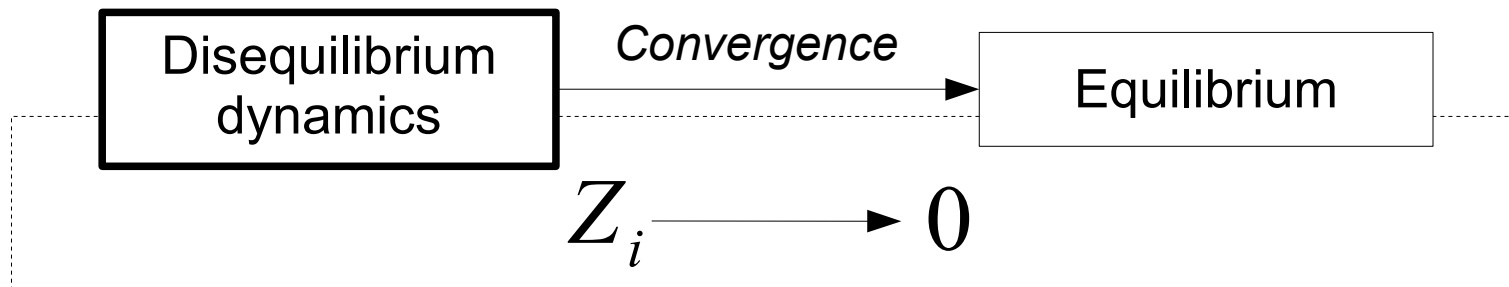 Disequilibrium
dynamics
Convergence
Equilibrium
Z_i 0